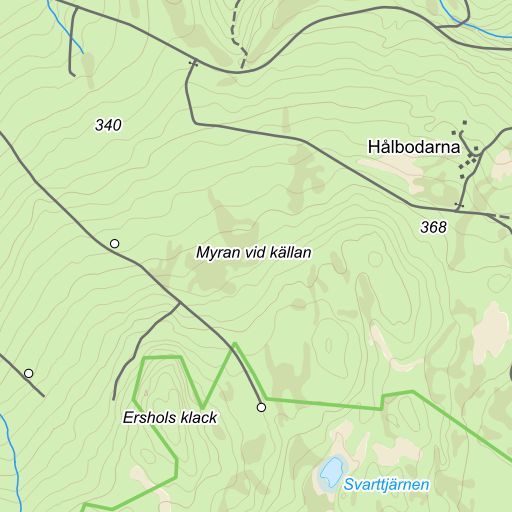 340
Hålbodarna
368
Myran vid källan
Ershols klack
Svarttjärnen